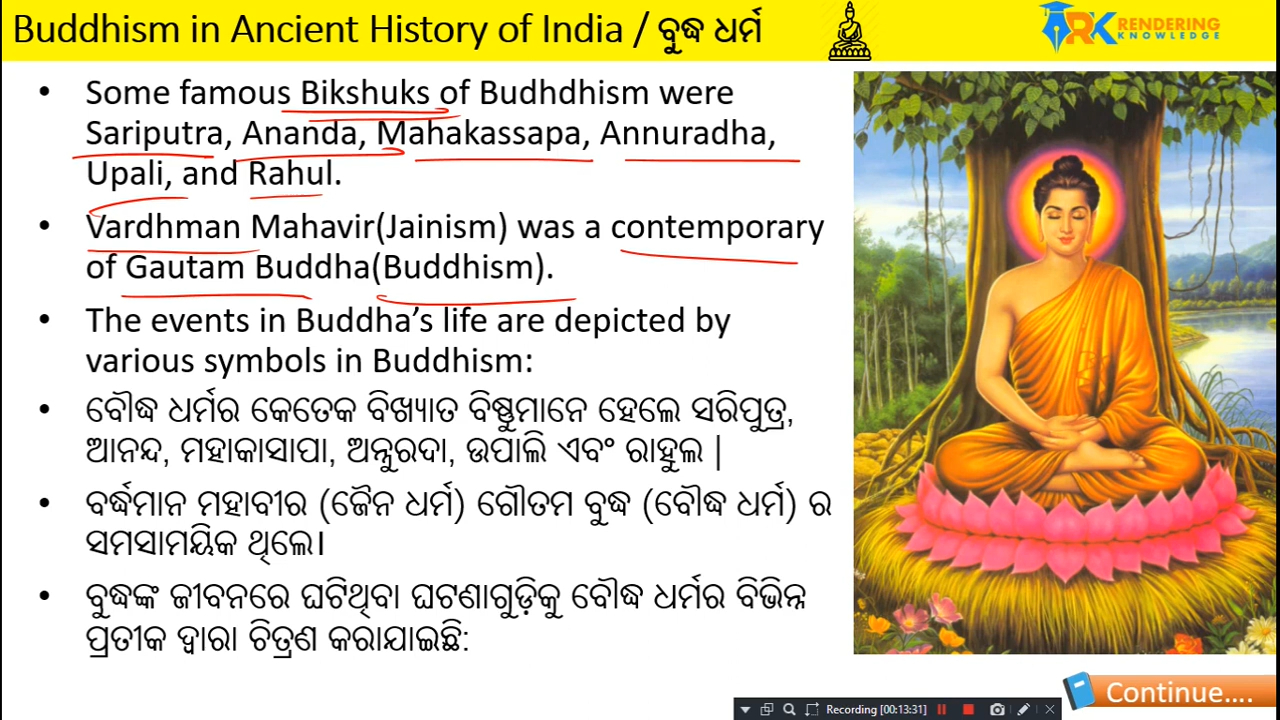 Buddhism in Ancient History of India / ବୁଦ୍ଧ ଧର୍ମ
RENDERING
RK KNOWLEDGE
• Some famous Bikshuks of Budhdhism were
Sariputra, Ananda, Mahakassapa, Annuradha,
Upali, and Rahul.
• Vardhman Mahavir(Jainism) was a contemporary
of Gautam Buddha(Buddhism).
• The events in Buddha’s life are depicted by
various symbols in Buddhism:
• ବୌଦ୍ଧ ଧର୍ମର କେତେକ ବିଖ୍ୟାତ ବିଷ୍ଣୁମାନେ ହେଲେ ସରିପୁତ୍ର,
ଆନନ୍ଦ, ମହାକାସାପା, ଅନ୍ନୁରଦା, ଉପାଲି ଏବଂ ରାହୁଲ |
• ବର୍ଦ୍ଧମାନ ମହାବୀର (ଜୈନ ଧର୍ମ) ଗୌତମ ବୁଦ୍ଧ (ବୌଦ୍ଧ ଧର୍ମ) ର
ସମସାମୟିକ ଥିଲେ।
• ବୁଦ୍ଧଙ୍କ ଜୀବନରେ ଘଟିଥିବା ଘଟଣାଗୁଡ଼ିକୁ ବୌଦ୍ଧ ଧର୍ମର ବିଭିନ୍ନ
ପ୍ରତୀକ ଦ୍ୱାରା ଚିତ୍ରଣ କରାଯାଇଛି:
Continue....
Recording [00:13:31]